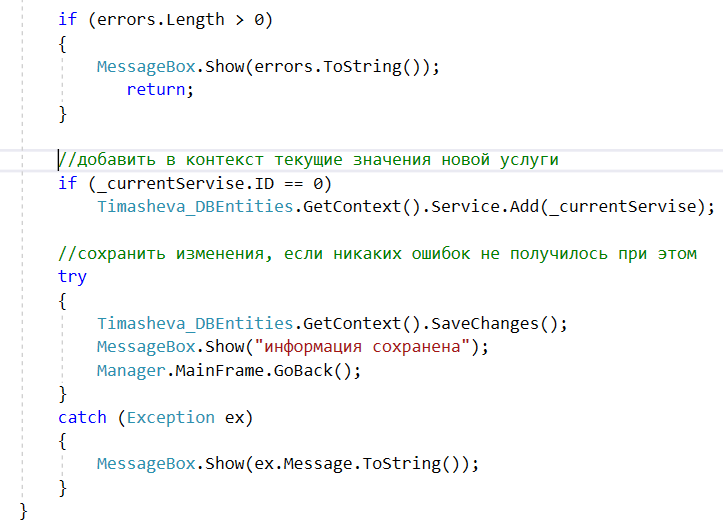 if (errors.Length > 0)
{
MessageBox.Show(errors.ToString());
return;
}
//добавить в контекст текущие значения новой услуги
if (_currentServise.ID == 0)
Timasheva_DBEntities.GetContext().Service.Add(_currentServise);
//сохранить изменения, если никаких ошибок не получилось при этом
try
{
Timasheva_DBEntities.GetContext().SaveChanges();
MessageBox.Show("информация сохранена");
Manager.MainFrame.GoBack();
}
catch (Exception ex)
{
MessageBox.Show(ex.Message.ToString());
}
}